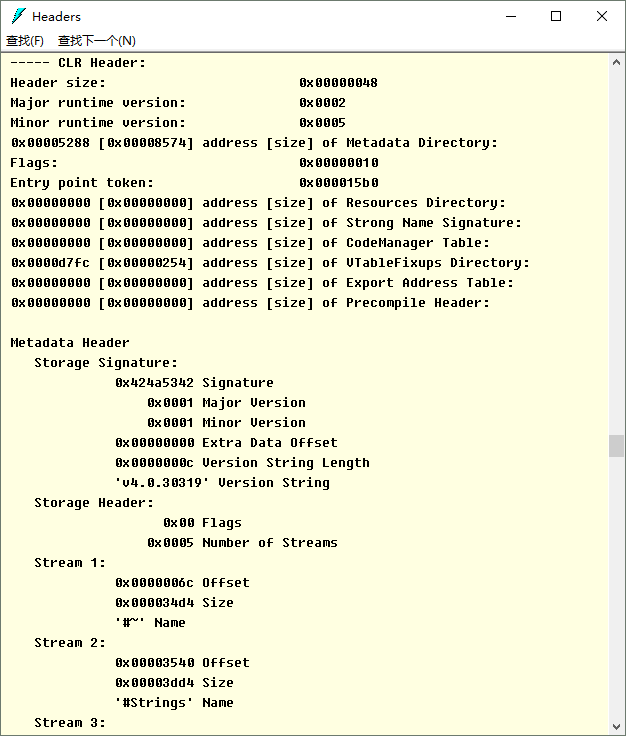 Headers
查找(F) 查找下一个(N)
----- CLR Header:
Header size: 0x00000048
Major runtime version: 0x0002
Minor runtime version: 0x0005
0x00005288 [0x00008574] address [size] of Metadata Directory:
Flags: 0x00000010
Entry point token: 0x000015b0
0x00000000 [0x00000000] address [size] of Resources Directory:
0x00000000 [0x00000000] address [size] of Strong Name Signature:
0x00000000 [0x00000000] address [size] of CodeManager Table:
0x0000d7fc [0x00000254] address [size] of VTableFixups Directory:
0x00000000 [0x00000000] address [size] of Export Address Table:
0x00000000 [0x00000000] address [size] of Precompile Header:
Metadata Header
Storage Signature:
0x424a5342 Signature
0x0001 Major Version
0x0001 Minor Version
0x00000000 Extra Data Offset
0x0000000c Version String Length
'v4.0.30319' Version String
Storage Header:
0x00 Flags
0x0005 Number of Streams
Stream 1:
0x0000006c Offset
0x000034d4 Size
'#~' Name
Stream 2:
0x00003540 Offset
0x00003dd4 Size
'#Strings' Name
Stream 3: